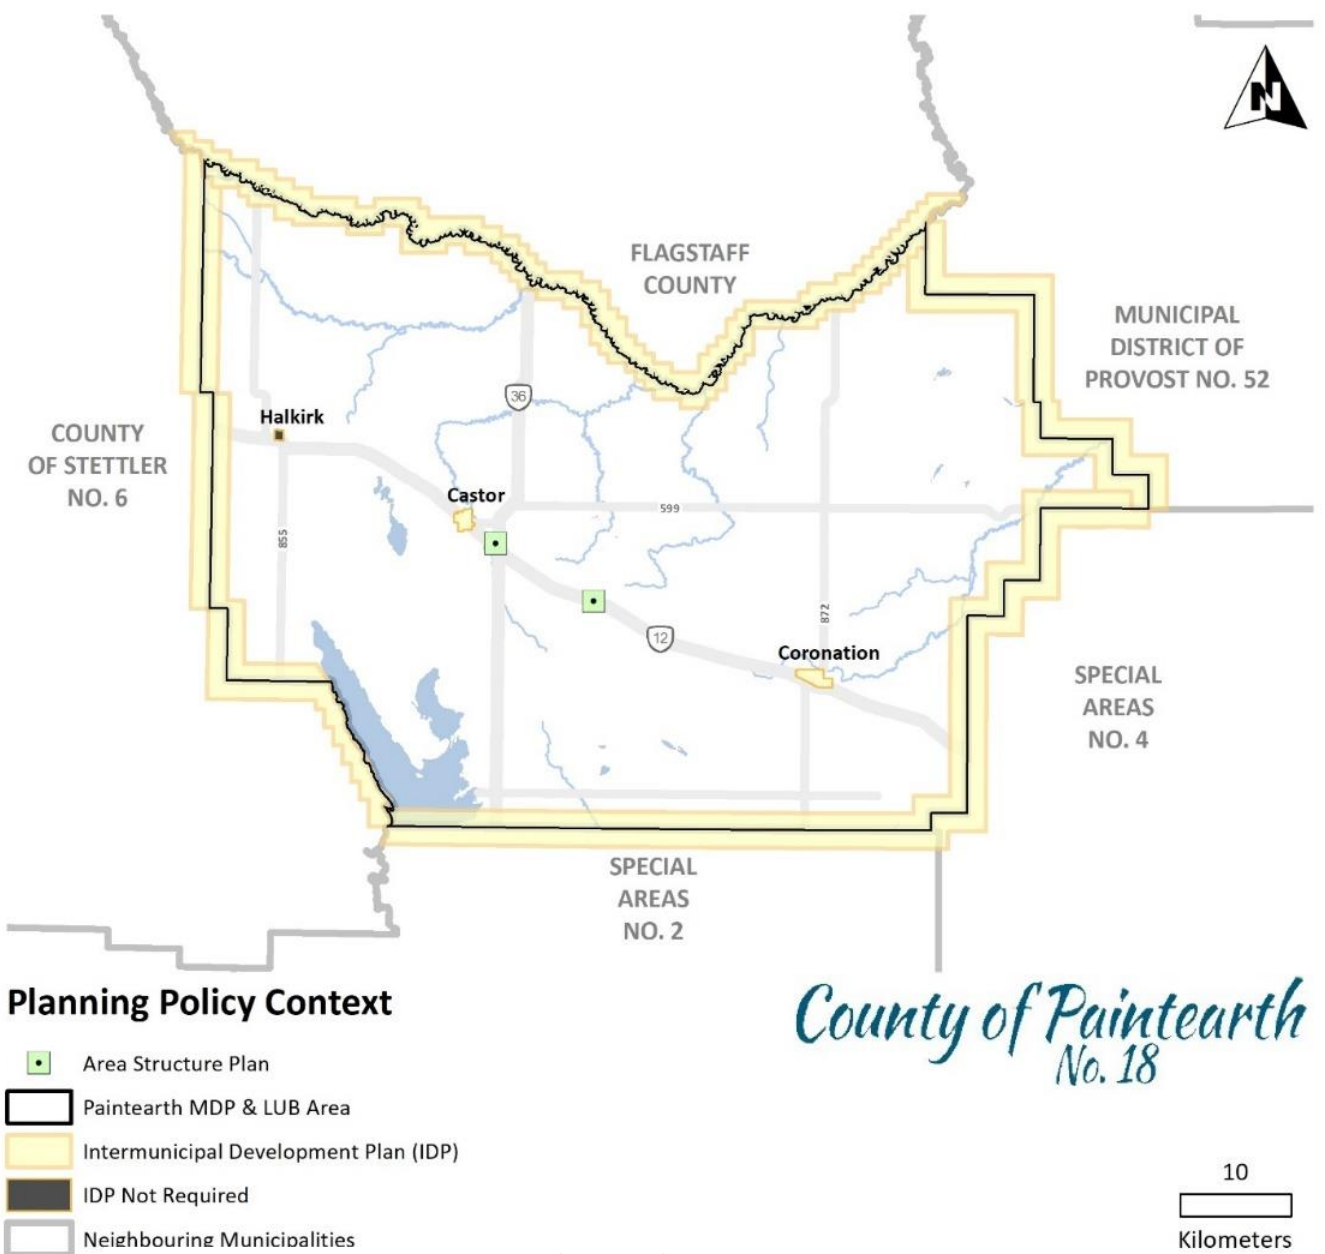 N
FLAGSTAFF
COUNTY
MUNICIPAL
DISTRICT OF
PROVOST NO. 52
36
Halkirk
COUNTY
OF STETTLER
NO. 6
Castor
599
855
872
12
Coronation
SPECIAL
AREAS
NO. 4
SPECIAL
AREAS
NO. 2
Planning Policy Context
County of Paintearth
No. 18
Area Structure Plan
Paintearth MDP & LUB Area
Intermunicipal Development Plan (IDP)
IDP Not Required
Neighbouring Municipalities
10
Kilometers